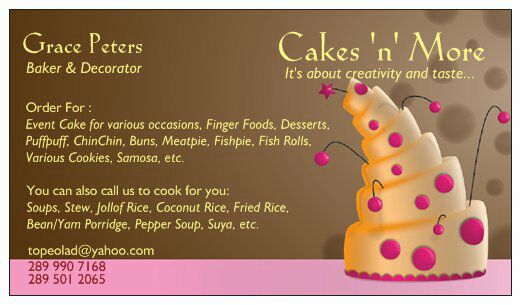 Grace Peters
Baker & Decorator
Cakes 'n' More
It's about creativity and taste...
Order For :
Event Cake for various occasions, Finger Foods, Desserts,
Puffpuff, ChinChin, Buns, Meatpie, Fishpie, Fish Rolls,
Various Cookies, Samosa, etc.
You can also call us to cook for you:
Soups, Stew, Jollof Rice, Coconut Rice, Fried Rice,
Bean/Yam Porridge, Pepper Soup, Suya, etc.
topeolad@yahoo.com
289 990 7168
289 501 2065